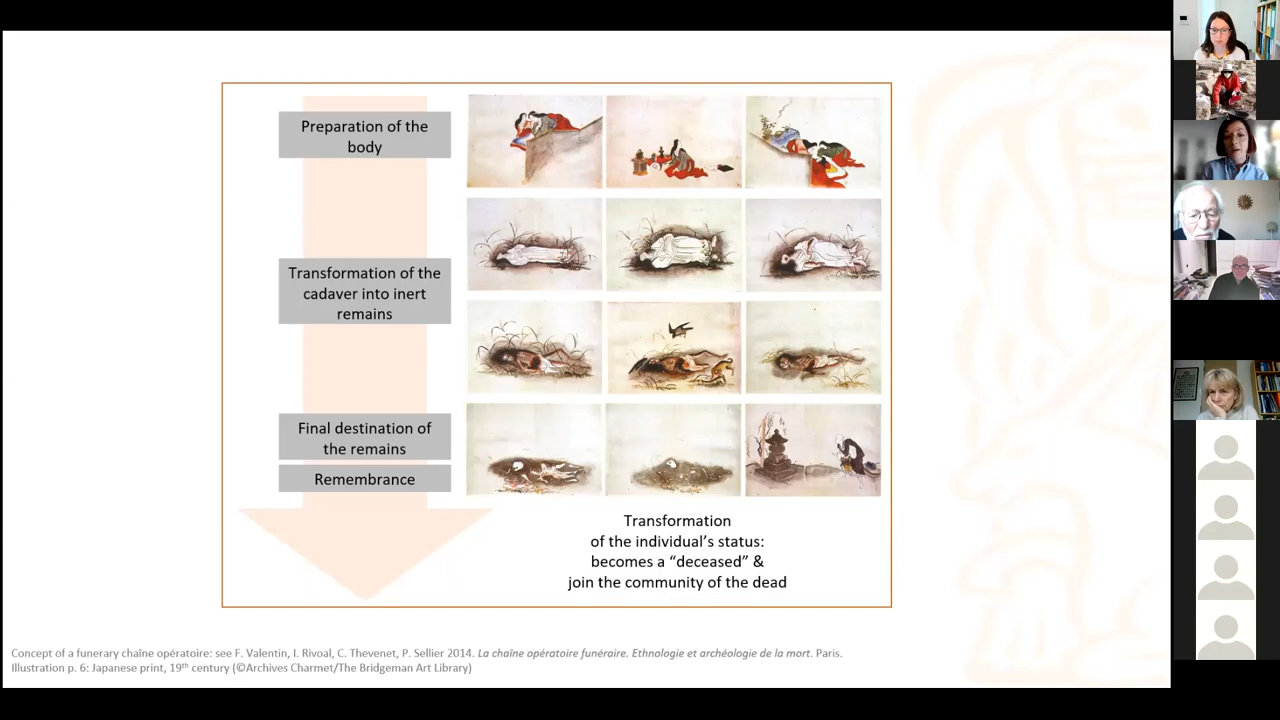 Preparation of the
body
Transformation of the
cadaver into inert
remains
Final destination of
the remains
Remembrance
Transformation
of the individual’s status:
becomes a “deceased” &
join the community of the dead
Concept of a funerary chaîne opératoire: see F. Valentin, I. Rivoal, C. Thevenet, P. Sellier 2014. La chaîne opératoire funéraire. Ethnologie et archéologie de la mort. Paris.
Illustration p. 6: Japanese print, 19th century (©Archives Charmet/The Bridgeman Art Library)